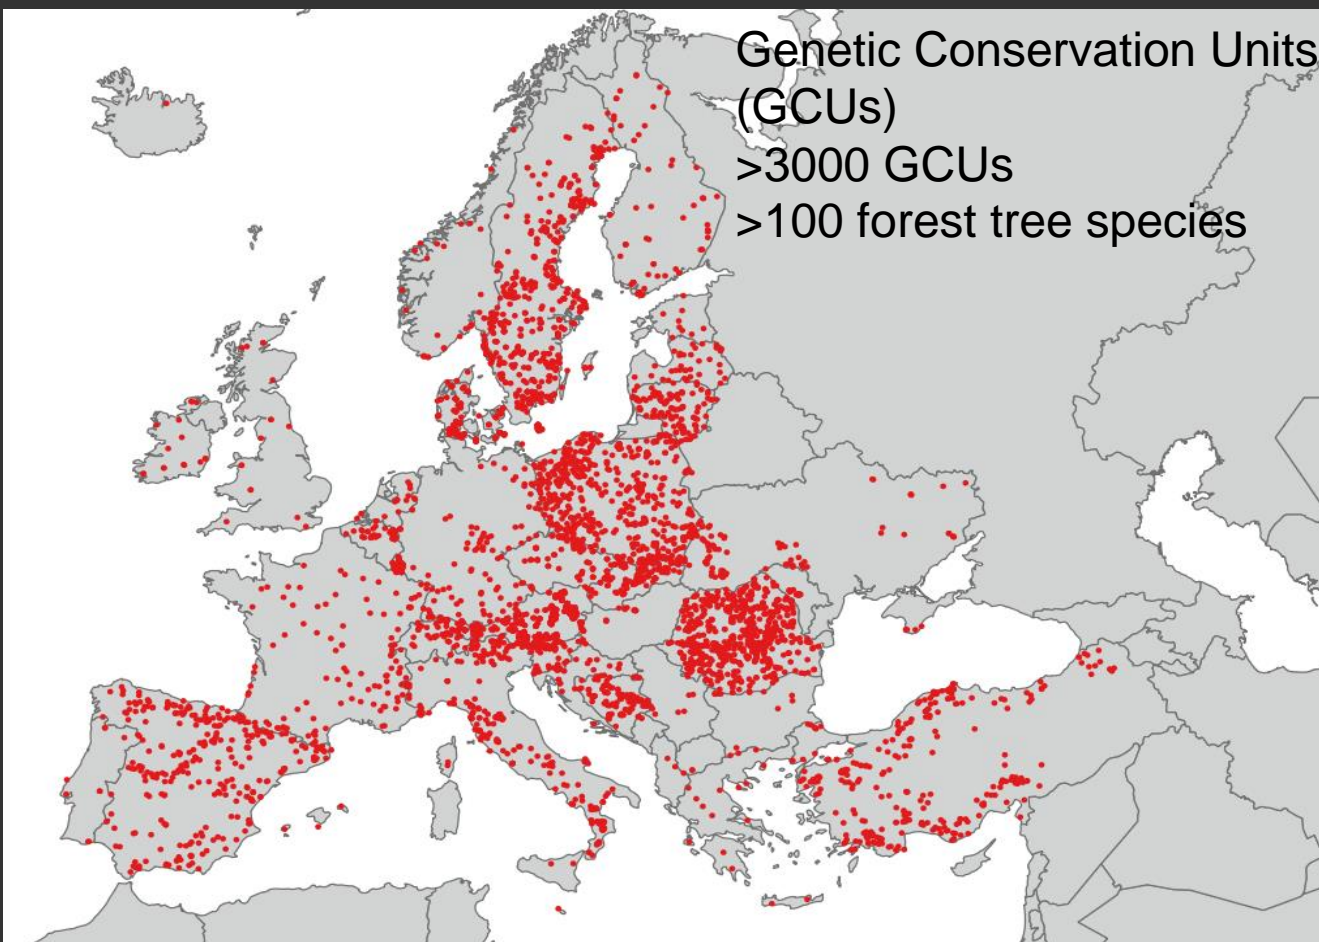 Genetic Conservation Units
(GCUs)
>3000 GCUs
>100 forest tree species